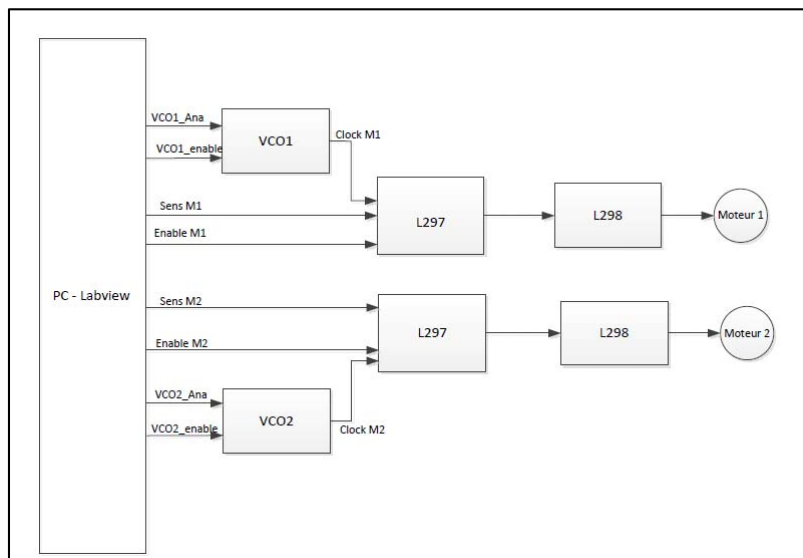 VCO1_Ana
VCO1
Clock M1
VCO1_enable
Sens M1
L297
L298
Moteur 1
Enable M1
PC - Labview
Sens M2
L297
L298
Moteur 2
Enable M2
VCO2_Ana
VCO2
VCO2_enable
Clock M2